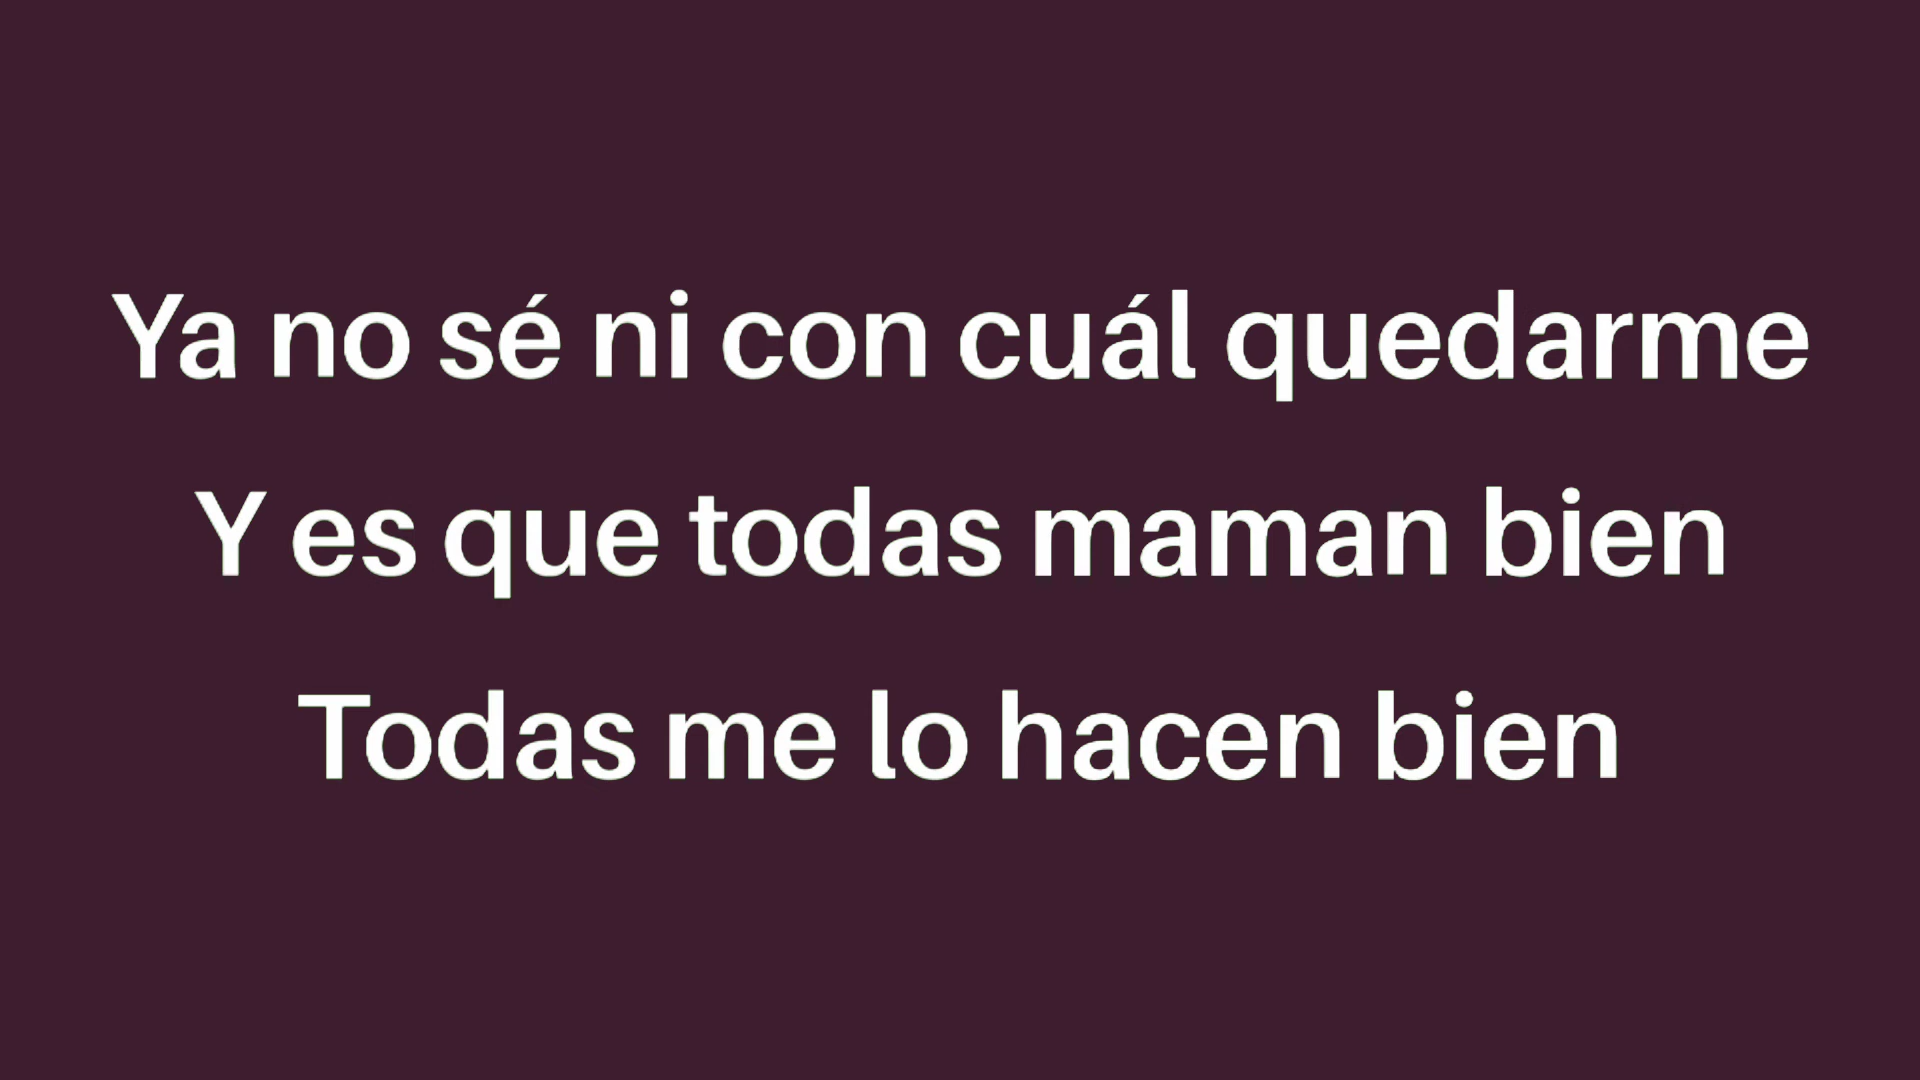 Ya no sé ni con cuál quedarme
Y es que todas maman bien
Todas me lo hacen bien